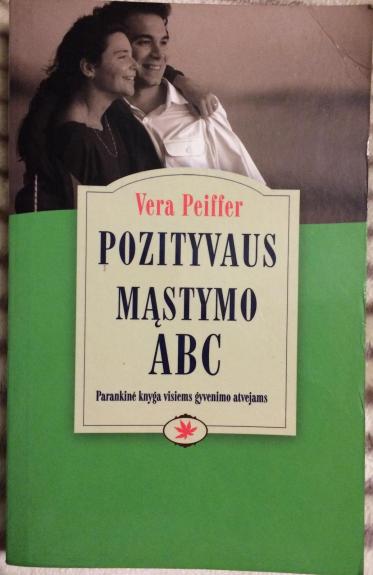 Vera Peiffer
POZITYVAUS
MĄSTYMO
ABC
Parankinė knyga visiems gyvenimo atvejams